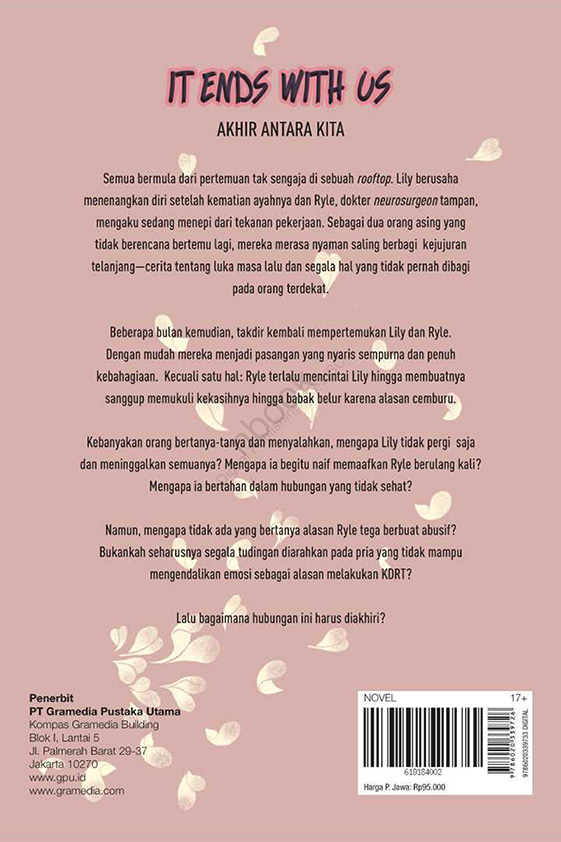 IT ENDS WITH US
AKHIR ANTARA KITA
Semua bermula dari pertemuan tak sengaja di sebuah rooftop. Lily berusaha
menenangkan diri setelah kematian ayahnya dan Ryle, dokter neurosurgeon tampan,
mengaku sedang menepi dari tekanan pekerjaan. Sebagai dua orang asing yang
tidak berencana bertemu lagi, mereka merasa nyaman saling berbagi kejujuran
telanjang—cerita tentang luka masa lalu dan segala hal yang tidak pernah dibagi
pada orang terdekat.
Beberapa bulan kemudian, takdir kembali mempertemukan Lily dan Ryle.
Dengan mudah mereka menjadi pasangan yang nyaris sempurna dan penuh
kebahagiaan. Kecuali satu hal: Ryle terlalu mencintai Lily hingga membuatnya
sanggup memukuli kekasihnya hingga babak belur karena alasan cemburu.
Kebanyakan orang bertanya-tanya dan menyalahkan, mengapa Lily tidak pergi saja
dan meninggalkan semuanya? Mengapa ia begitu naif memaafkan Ryle berulang kali?
Mengapa ia bertahan dalam hubungan yang tidak sehat?
Namun, mengapa tidak ada yang bertanya alasan Ryle tega berbuat abusif?
Bukankah seharusnya segala tudingan diarahkan pada pria yang tidak mampu
mengendalikan emosi sebagai alasan melakukan KDRT?
Lalu bagaimana hubungan ini harus diakhiri?
Penerbit
PT Gramedia Pustaka Utama
Kompas Gramedia Building
Blok I, Lantai 5
Jl. Palmerah Barat 29-37
Jakarta 10270
www.gpu.id
www.gramedia.com
NOVEL 17+
619184002
Harga P. Jawa: Rp95.000
9786020339726
9786020339733 DIGITAL